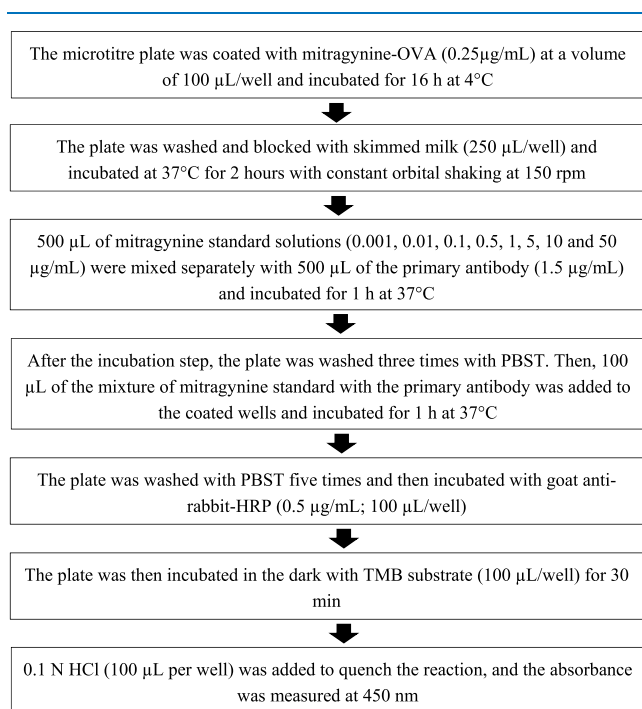 The microtitre plate was coated with mitragynine-OVA (0.25µg/mL) at a volume
of 100 µL/well and incubated for 16 h at 4°C
The plate was washed and blocked with skimmed milk (250 µL/well) and
incubated at 37°C for 2 hours with constant orbital shaking at 150 rpm
500 µL of mitragynine standard solutions (0.001, 0.01, 0.1, 0.5, 1, 5, 10 and 50
µg/mL) were mixed separately with 500 µL of the primary antibody (1.5 µg/mL)
and incubated for 1 h at 37°C
After the incubation step, the plate was washed three times with PBST. Then, 100
µL of the mixture of mitragynine standard with the primary antibody was added to
the coated wells and incubated for 1 h at 37°C
The plate was washed with PBST five times and then incubated with goat anti-
rabbit-HRP (0.5 µg/mL; 100 µL/well)
The plate was then incubated in the dark with TMB substrate (100 µL/well) for 30
min
0.1 N HCl (100 µL per well) was added to quench the reaction, and the absorbance
was measured at 450 nm